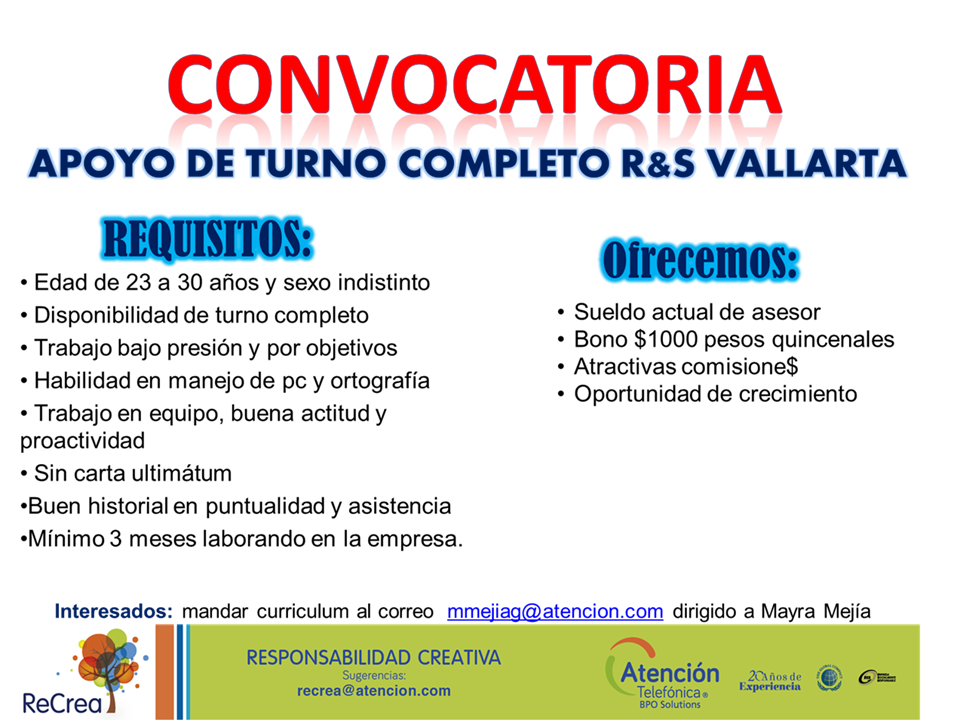 CONVOCATORIA
APOYO DE TURNO COMPLETO R&S VALLARTA
REQUISITOS:
• Edad de 23 a 30 años y sexo indistinto
• Disponibilidad de turno completo
• Trabajo bajo presión y por objetivos
• Habilidad en manejo de pc y ortografía
• Trabajo en equipo, buena actitud y
proactividad
• Sin carta ultimátum
•Buen historial en puntualidad y asistencia
•Mínimo 3 meses laborando en la empresa.
Ofrecemos:
• Sueldo actual de asesor
• Bono $1000 pesos quincenales
• Atractivas comisione$
• Oportunidad de crecimiento
Interesados: mandar curriculum al correo mmejiag@atencion.com dirigido a Mayra Mejía
ReCrea
RESPONSABILIDAD CREATIVA
Sugerencias:
recrea@atencion.com
Atención
Telefónica®
BPO Solutions
20 Años de
Experiencia